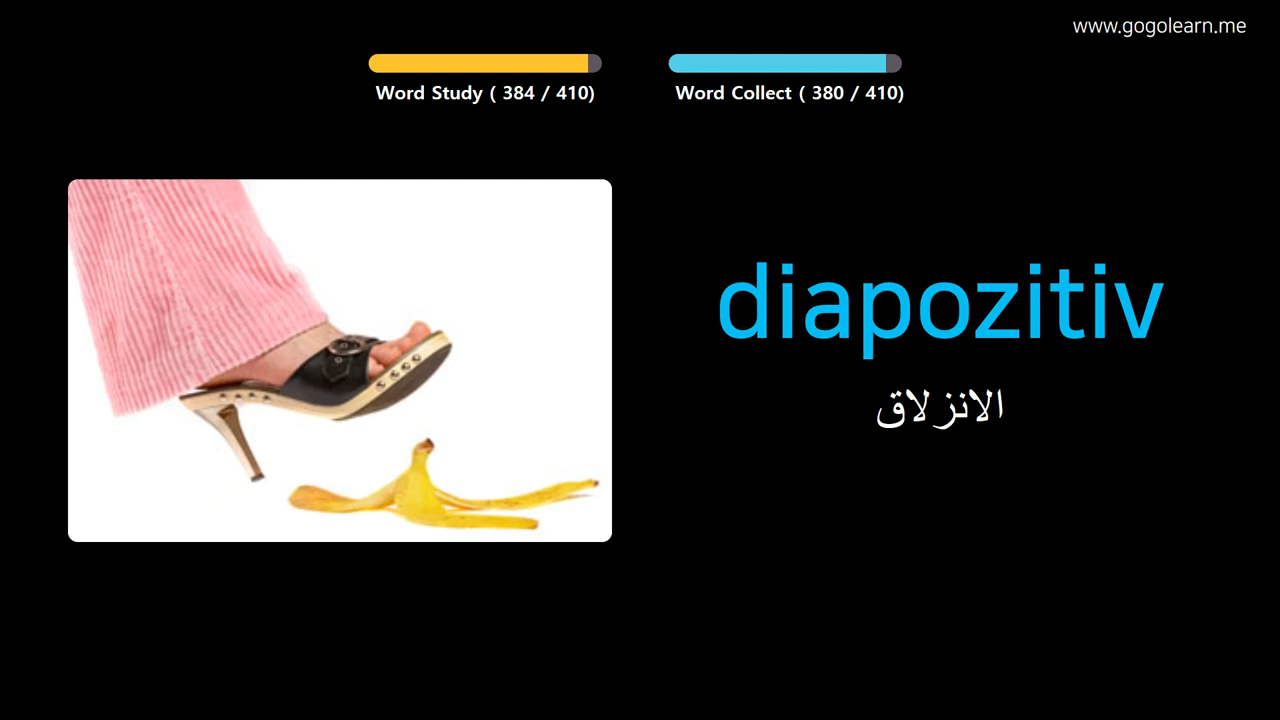 www.gogolearn.me
Word Study ( 384 / 410)
Word Collect ( 380 / 410)
diapozitiv
الانزلاق